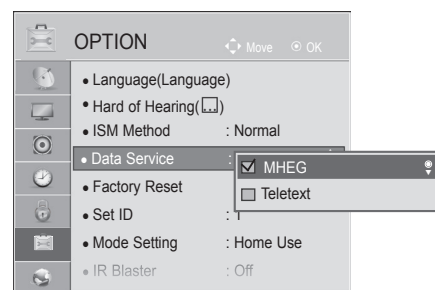 OPTION
Move OK
• Language(Language)
• Hard of Hearing(...)
• ISM Method : Normal
• Data Service :
MHEG
Teletext
• Factory Reset
• Set ID :
• Mode Setting : Home Use
• IR Blaster : Off